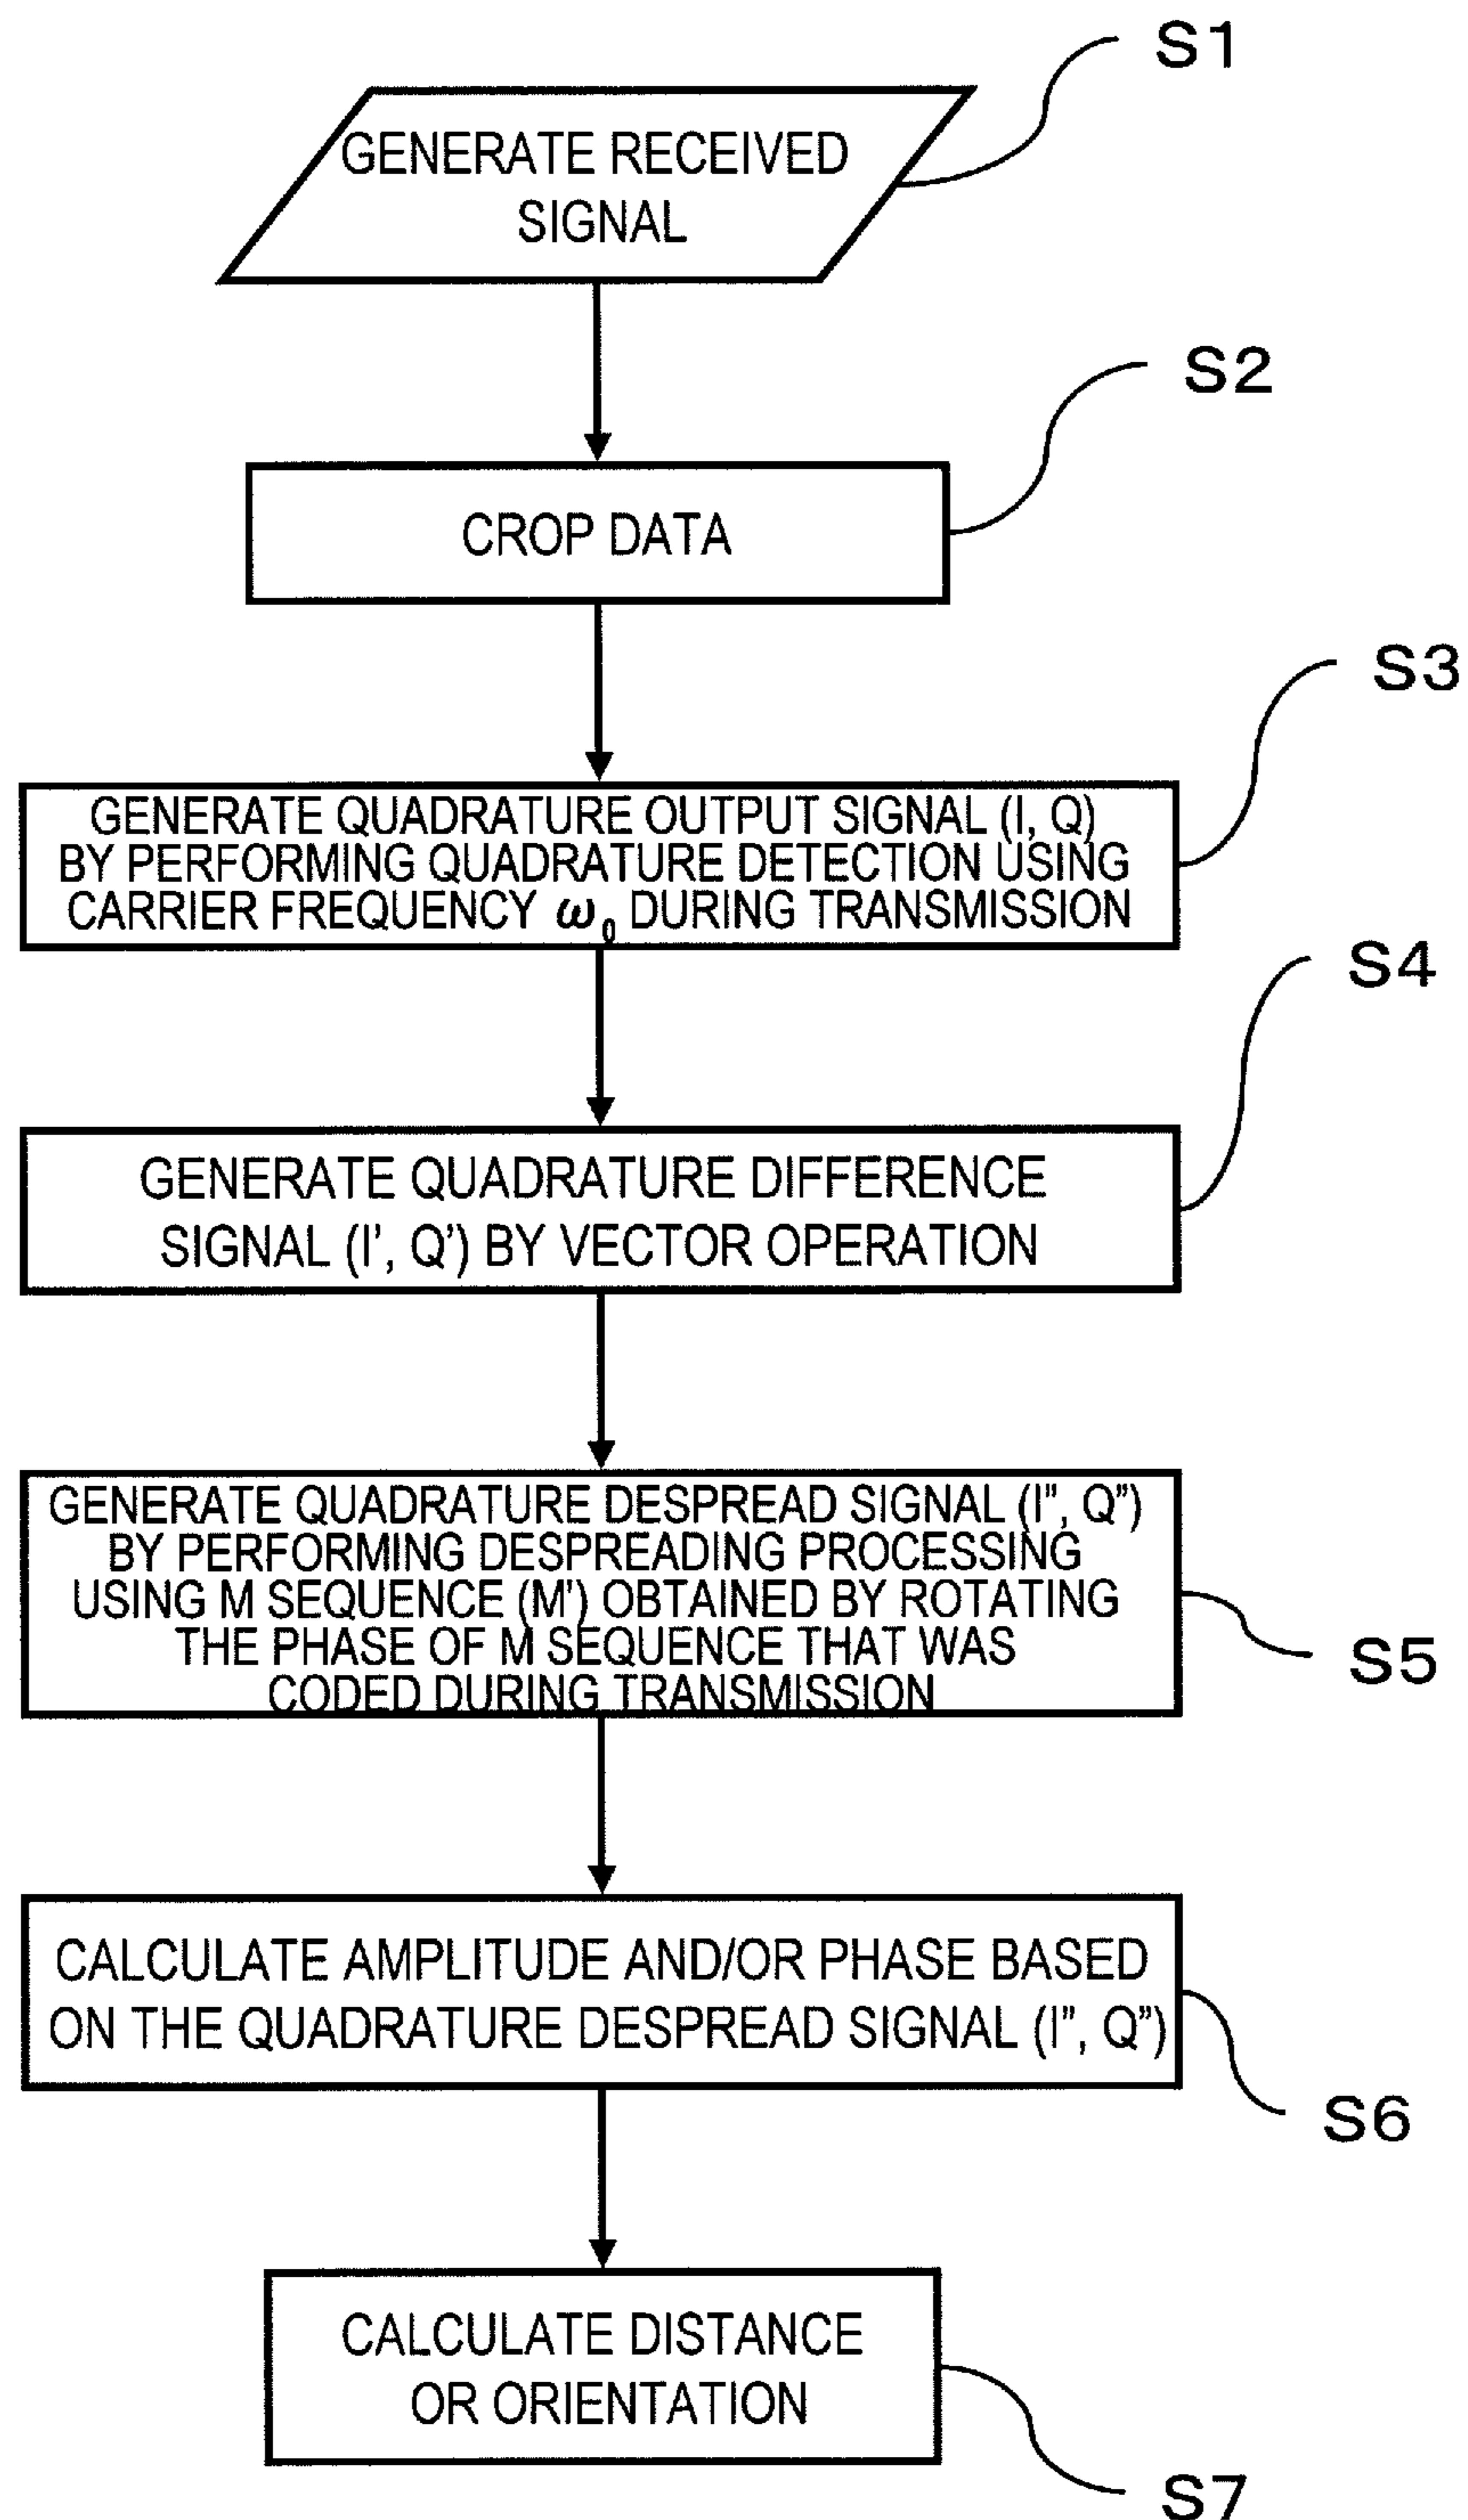 S1
GENERATE RECEIVED
SIGNAL
S2
CROP DATA
S3
GENERATE QUADRATURE OUTPUT SIGNAL (I, Q)
BY PERFORMING QUADRATURE DETECTION USING
CARRIER FREQUENCY ω₀ DURING TRANSMISSION
S4
GENERATE QUADRATURE DIFFERENCE
SIGNAL (I’, Q’) BY VECTOR OPERATION
GENERATE QUADRATURE DESPREAD SIGNAL (I”, Q”)
BY PERFORMING DESPREADING PROCESSING
USING M SEQUENCE (M’) OBTAINED BY ROTATING
THE PHASE OF M SEQUENCE THAT WAS
CODED DURING TRANSMISSION
S5
CALCULATE AMPLITUDE AND/OR PHASE BASED
ON THE QUADRATURE DESPREAD SIGNAL (I”, Q”)
S6
CALCULATE DISTANCE
OR ORIENTATION
S7